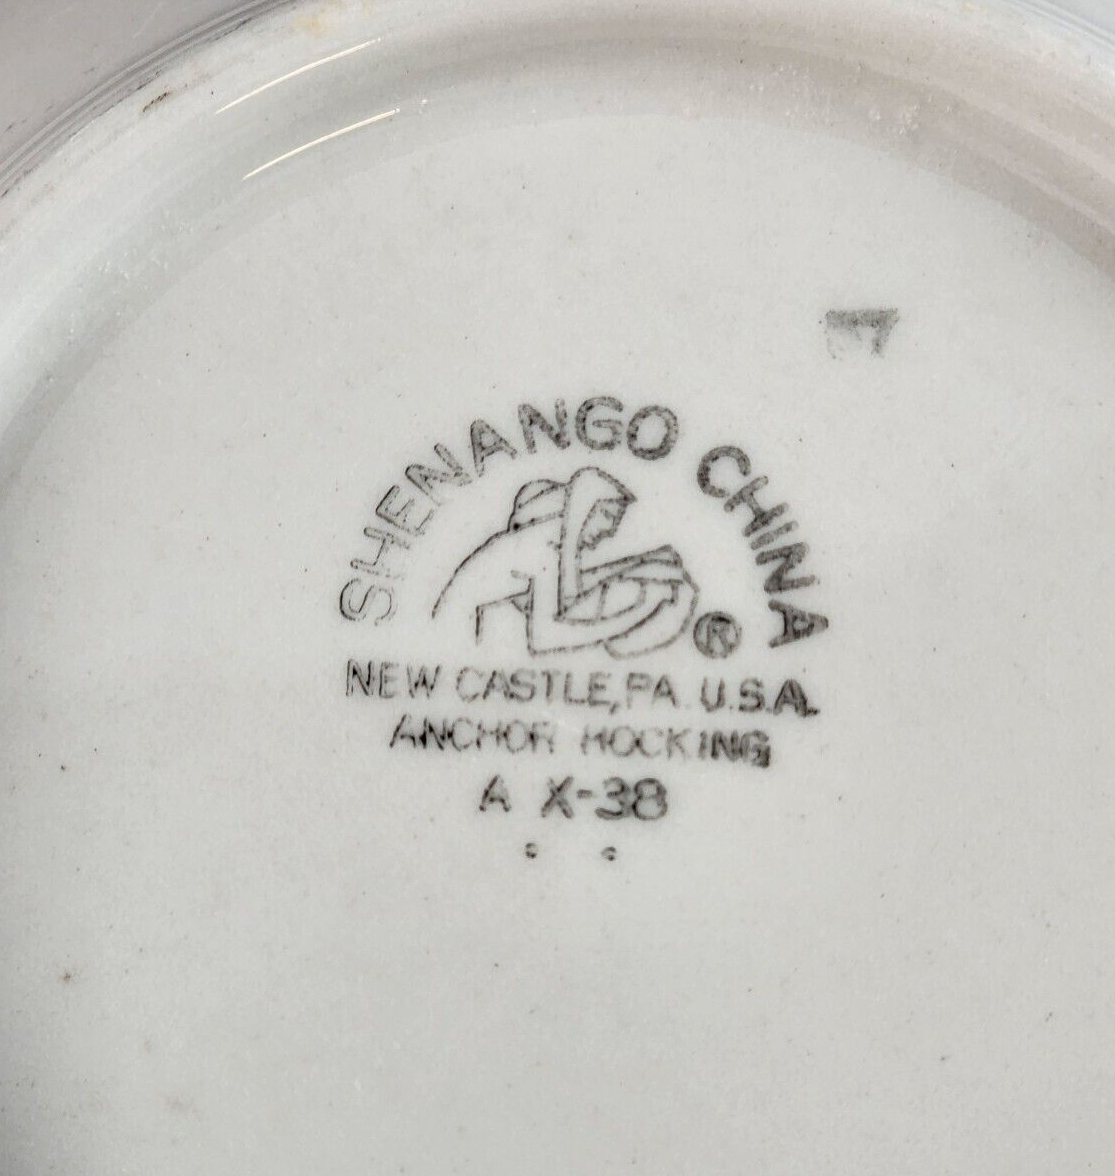 SHENANGO CHINA
®
NEW CASTLE, PA. U.S.A.
ANCHOR HOCKING
A X-38